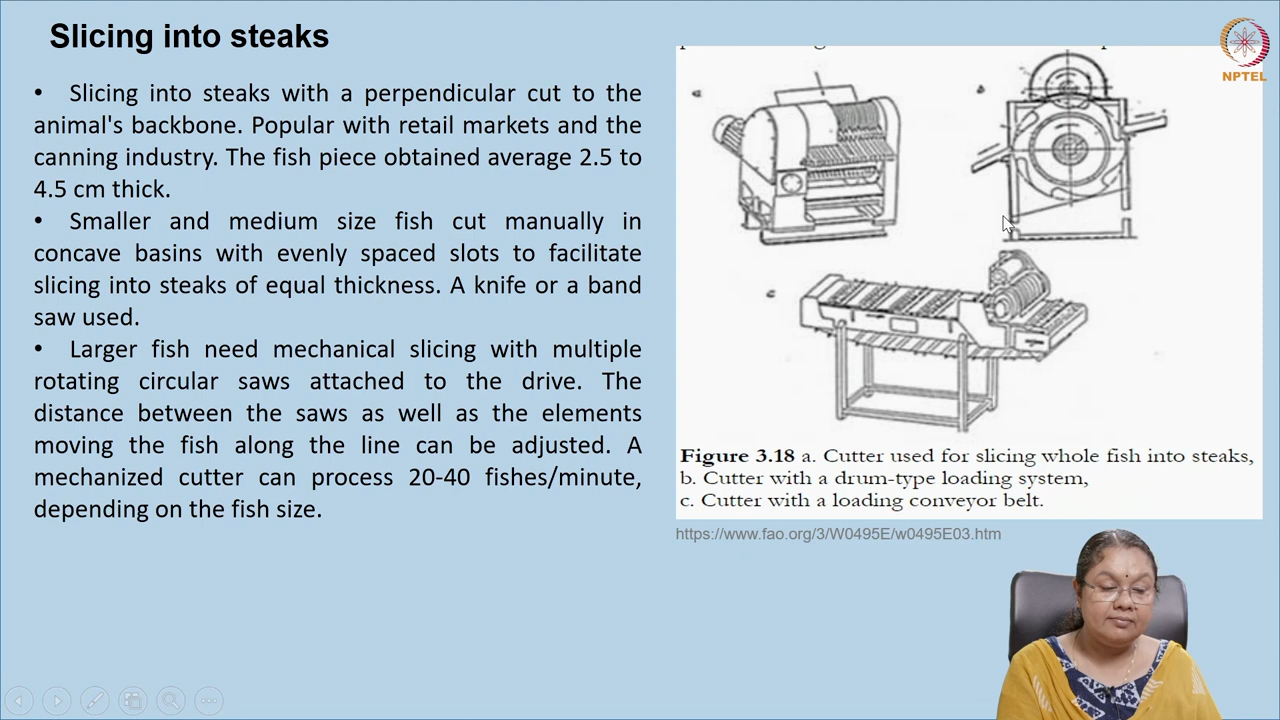 Slicing into steaks
• Slicing into steaks with a perpendicular cut to the
animal's backbone. Popular with retail markets and the
canning industry. The fish piece obtained average 2.5 to
4.5 cm thick.
• Smaller and medium size fish cut manually in
concave basins with evenly spaced slots to facilitate
slicing into steaks of equal thickness. A knife or a band
saw used.
• Larger fish need mechanical slicing with multiple
rotating circular saws attached to the drive. The
distance between the saws as well as the elements
moving the fish along the line can be adjusted. A
mechanized cutter can process 20-40 fishes/minute,
depending on the fish size.
NPTEL
a
b
c
Figure 3.18 a. Cutter used for slicing whole fish into steaks,
b. Cutter with a drum-type loading system,
c. Cutter with a loading conveyor belt.
https://www.fao.org/3/W0495E/w0495E03.htm